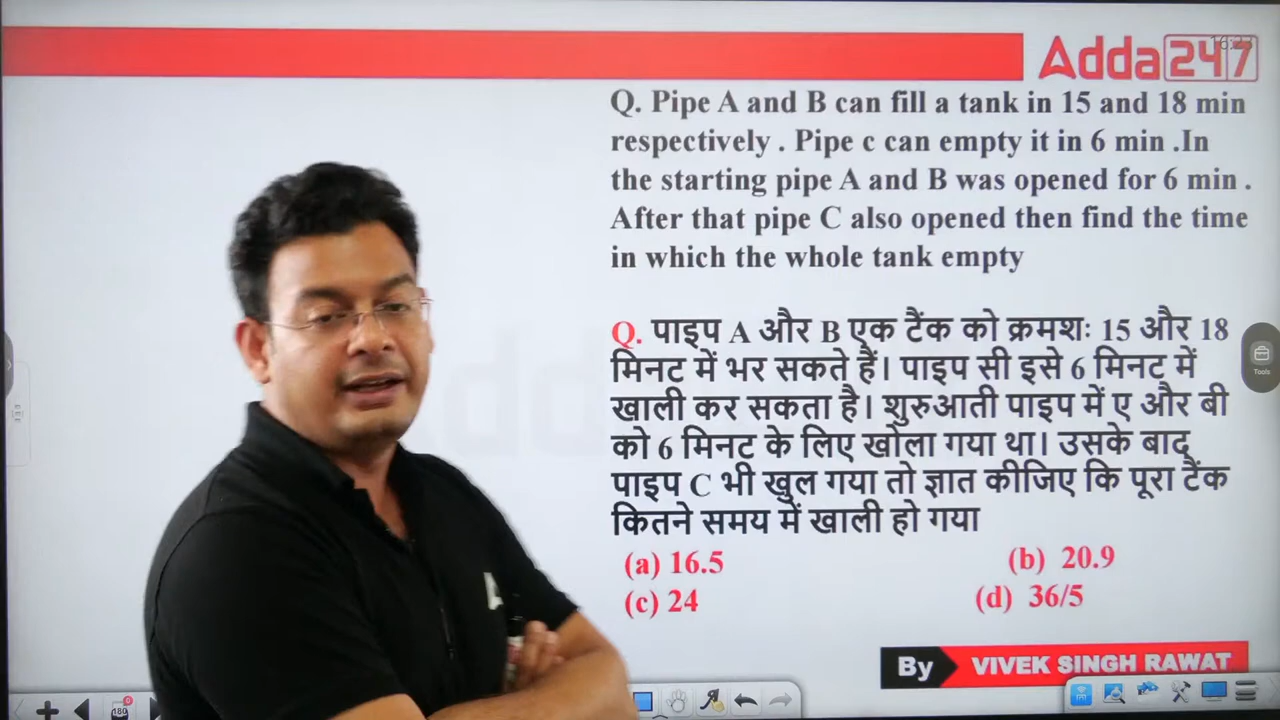 Adda247
Q. Pipe A and B can fill a tank in 15 and 18 min
respectively . Pipe c can empty it in 6 min .In
the starting pipe A and B was opened for 6 min .
After that pipe C also opened then find the time
in which the whole tank empty
Q. पाइप A और B एक टैंक को क्रमशः 15 और 18
मिनट में भर सकते हैं। पाइप सी इसे 6 मिनट में
खाली कर सकता है। शुरुआती पाइप में ए और बी
को 6 मिनट के लिए खोला गया था। उसके बाद
पाइप C भी खुल गया तो ज्ञात कीजिए कि पूरा टैंक
कितने समय में खाली हो गया
(a) 16.5 (b) 20.9
(c) 24 (d) 36/5
Tools
By VIVEK SINGH RAWAT
180